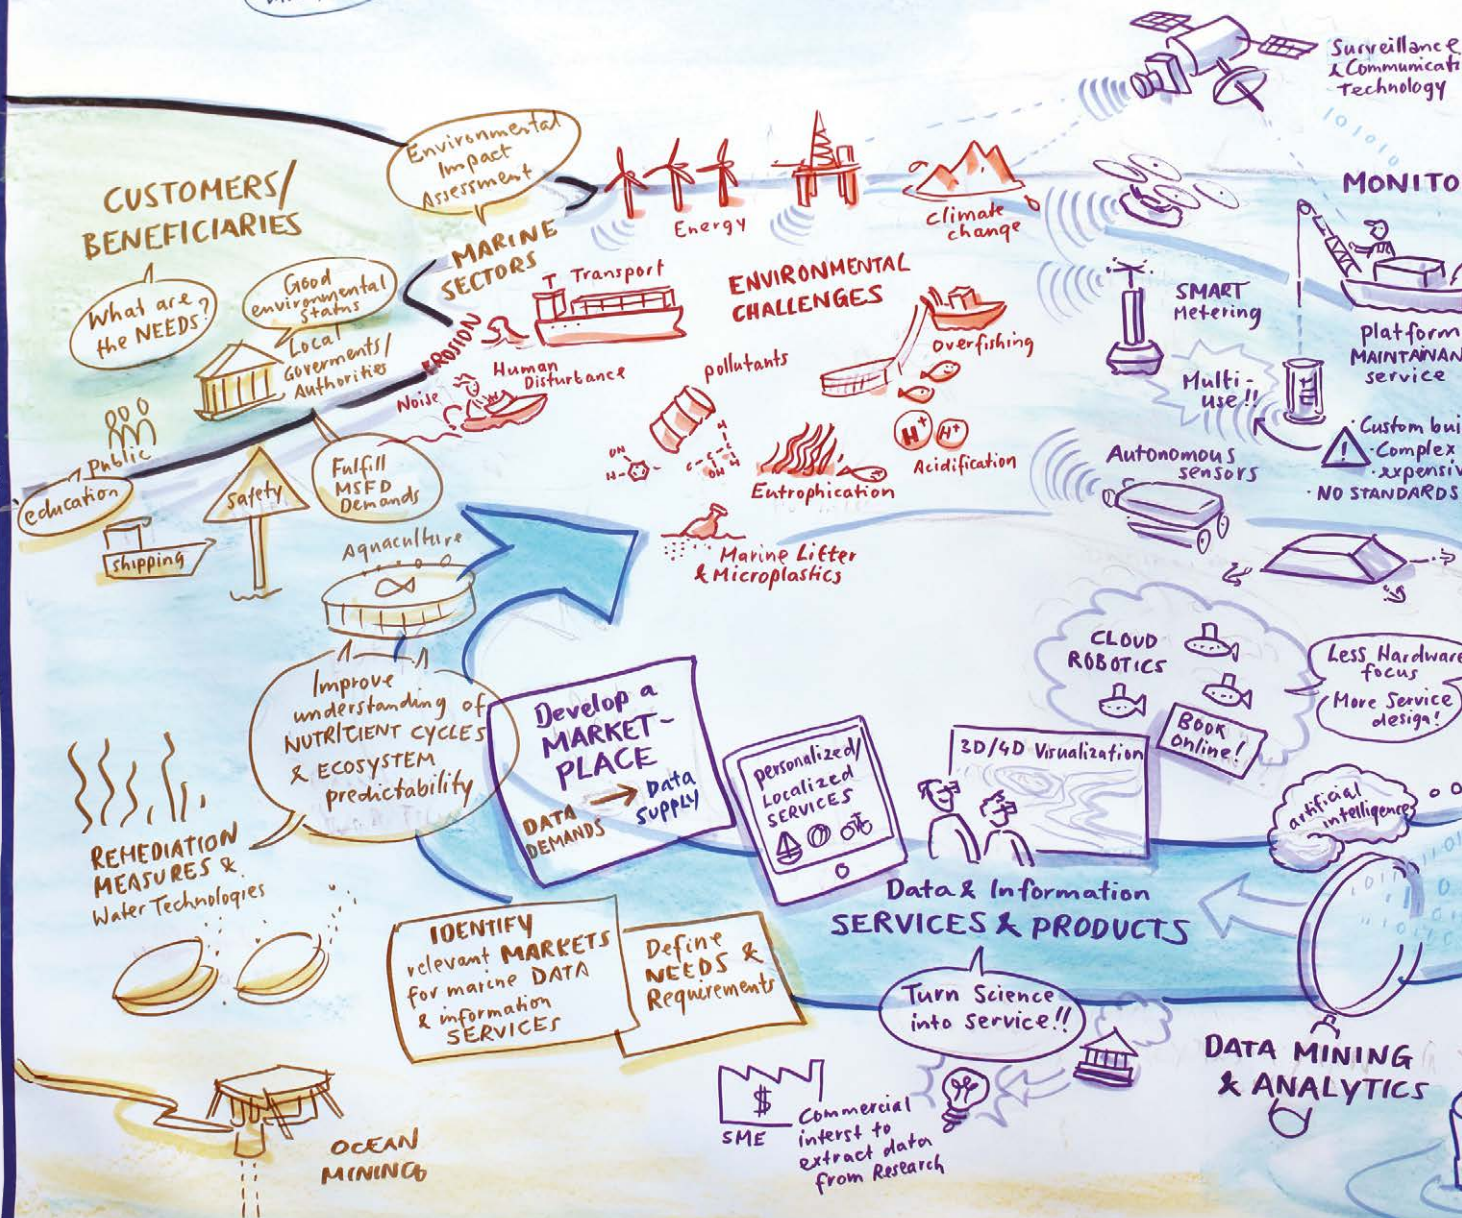 Environmental
Impact
Assessment
CUSTOMERS/
BENEFICIARIES
What are
the NEEDS?
Good
environmental
status
Local
Goverments/
Authorities
Public
education
shipping
safety
Fulfill
MSFD
Demands
MARINE
SECTORS
EROSION
Noise
Human
Disturbance
Transport
Energy
climate
change
ENVIRONMENTAL
CHALLENGES
pollutants
OH
H
C
C
C
OH
H
overfishing
H+
H+
Acidification
Eutrophication
Marine Litter
& Microplastics
Surveillance
& Communicati
Technology
101010
MONITO
SMART
Metering
Multi-
use!!
platform
MAINTAINAN
service
Custom bui
Complex
expensiv
NO STANDARDS
!
Autonomous
sensors
Aquaculture
Improve
understanding of
NUTRITCIENT CYCLES
& ECOSYSTEM
predictability
REMEDIATION
MEASURES &
Water Technologies
Develop a
MARKET-
PLACE
DATA
DEMANDS
Data
SUPPLY
personalized/
Localized
SERVICES
3D/4D Visualization
CLOUD
ROBOTICS
BOOK
Online!
Less Hardware
focus
More Service
design!
artificial
intelligence
Data & Information
SERVICES & PRODUCTS
IDENTIFY
relevant MARKETS
for marine DATA
& information
SERVICES
Define
NEEDS &
Requirements
Turn Science
into service!!
DATA MINING
& ANALYTICS
$
SME
Commercial
interst to
extract data
from Research
OCEAN
MINING